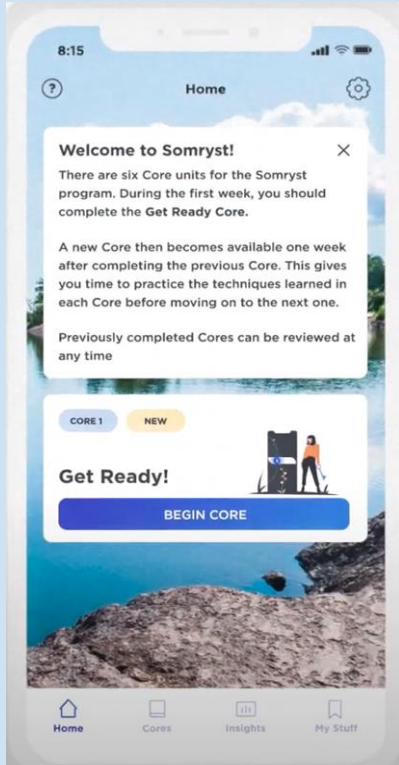 8:15
Home
Welcome to Somryst!
There are six Core units for the Somryst
program. During the first week, you should
complete the Get Ready Core.
A new Core then becomes available one week
after completing the previous Core. This gives
you time to practice the techniques learned in
each Core before moving on to the next one.
Previously completed Cores can be reviewed at
any time
CORE 1 NEW
Get Ready!
BEGIN CORE
Home Cores Insights My Stuff